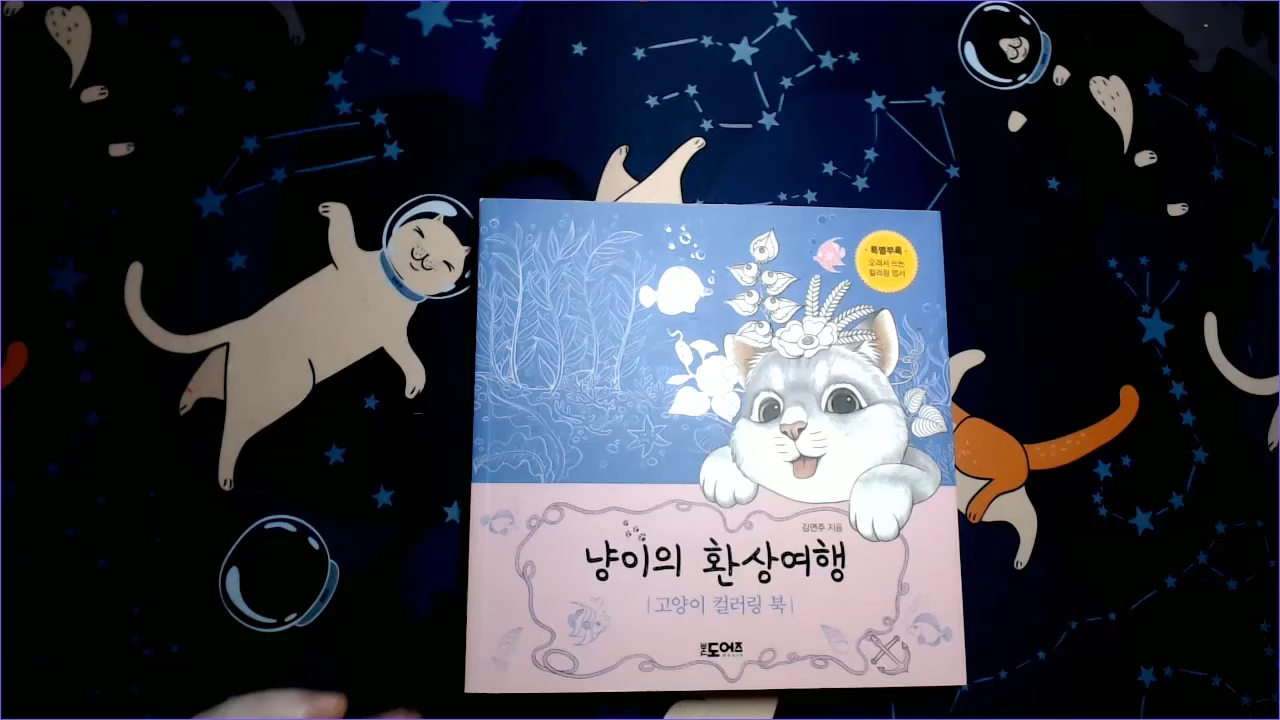 특별부록
오려서 쓰는
컬러링 엽서
김연주 지음
냥이의 환상여행
고양이 컬러링 북
도어즈